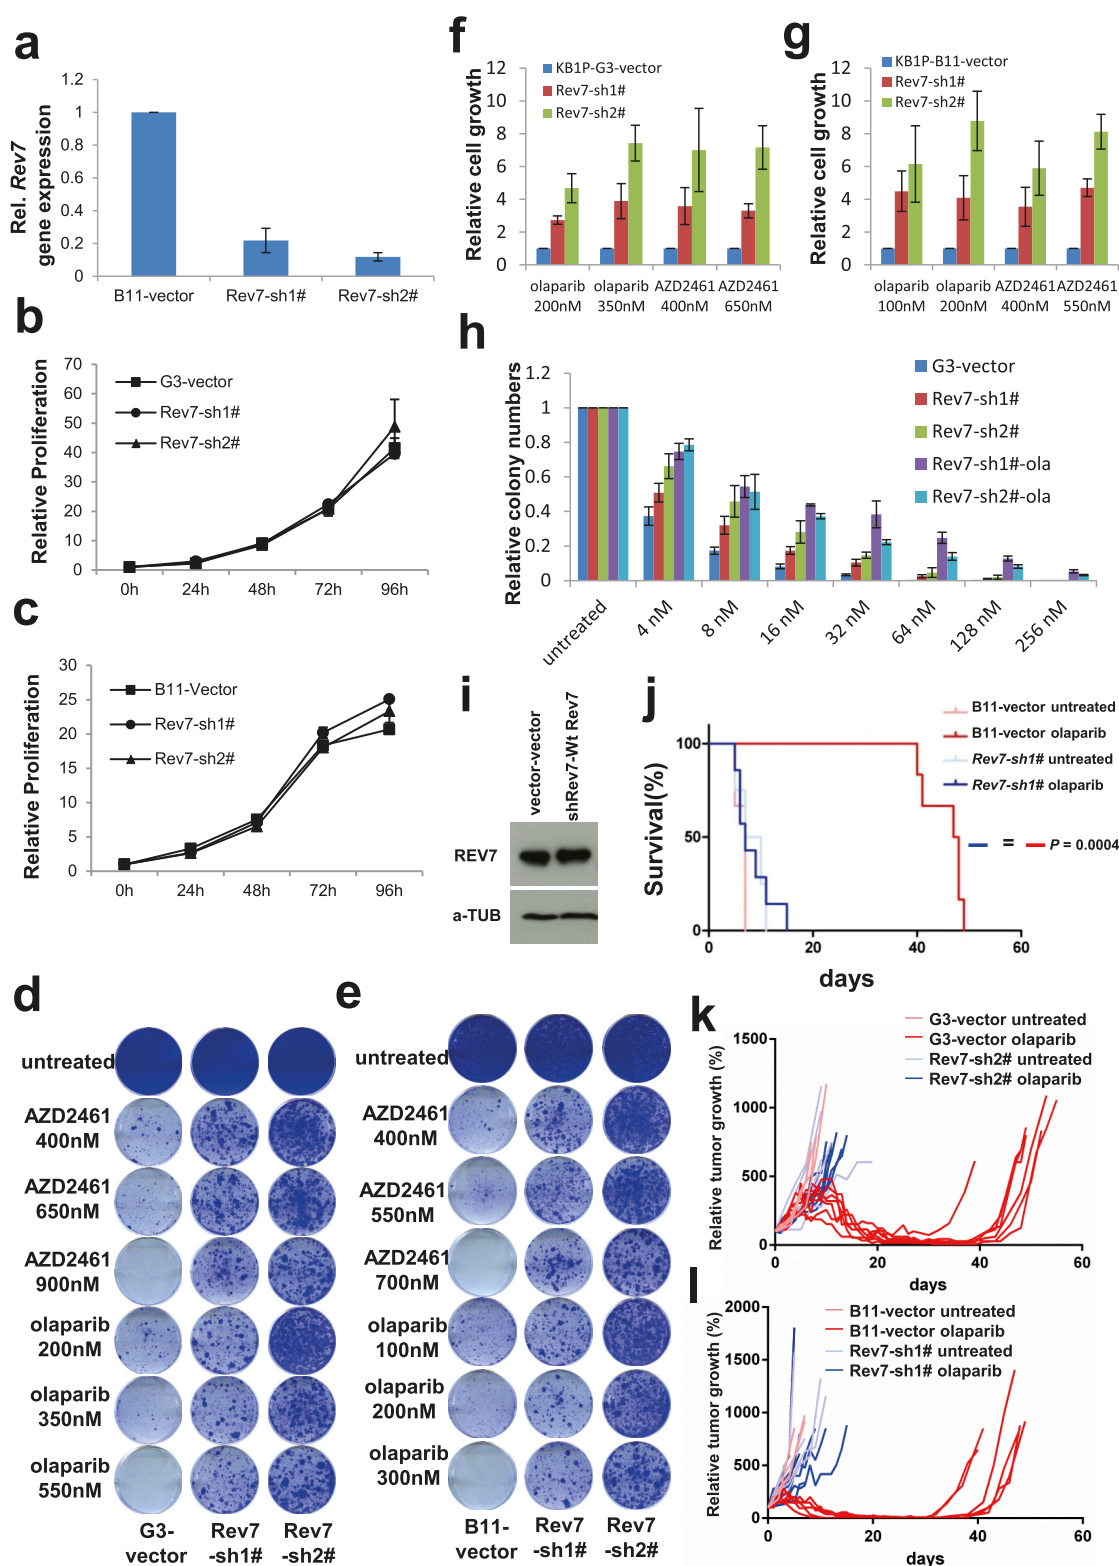 a
1.2
1
0.8
0.6
0.4
0.2
0
Rel. Rev7
gene expression
B11-vector
Rev7-sh1#
Rev7-sh2#
b
70
60
50
40
30
20
10
0
Relative Proliferation
G3-vector
Rev7-sh1#
Rev7-sh2#
0h
24h
48h
72h
96h
c
30
25
20
15
10
5
0
Relative Proliferation
B11-Vector
Rev7-sh1#
Rev7-sh2#
0h
24h
48h
72h
96h
d
untreated
AZD2461
400nM
AZD2461
650nM
AZD2461
900nM
olaparib
200nM
olaparib
350nM
olaparib
550nM
G3-
vector
Rev7
-sh1#
Rev7
-sh2#
e
untreated
AZD2461
400nM
AZD2461
550nM
AZD2461
700nM
olaparib
100nM
olaparib
200nM
olaparib
300nM
B11-
vector
Rev7
-sh1#
Rev7
-sh2#
f
12
10
8
6
4
2
0
Relative cell growth
KB1P-G3-vector
Rev7-sh1#
Rev7-sh2#
olaparib
200nM
olaparib
350nM
AZD2461
400nM
AZD2461
650nM
g
12
10
8
6
4
2
0
Relative cell growth
KB1P-B11-vector
Rev7-sh1#
Rev7-sh2#
olaparib
100nM
olaparib
200nM
AZD2461
400nM
AZD2461
550nM
h
1.2
1
0.8
0.6
0.4
0.2
0
Relative colony numbers
G3-vector
Rev7-sh1#
Rev7-sh2#
Rev7-sh1#-ola
Rev7-sh2#-ola
untreated
4 nM
8 nM
16 nM
32 nM
64 nM
128 nM
256 nM
i
vector-vector
shRev7-Wt Rev7
REV7
a-TUB
j
B11-vector untreated
B11-vector olaparib
Rev7-sh1# untreated
Rev7-sh1# olaparib
= P = 0.0004
100
50
0
Survival(%)
0
20
40
60
days
k
G3-vector untreated
G3-vector olaparib
Rev7-sh2# untreated
Rev7-sh2# olaparib
1500
1000
500
0
Relative tumor growth (%)
0
20
40
60
days
l
B11-vector untreated
B11-vector olaparib
Rev7-sh1# untreated
Rev7-sh1# olaparib
2000
1500
1000
500
0
Relative tumor growth (%)
0
20
40
60
days